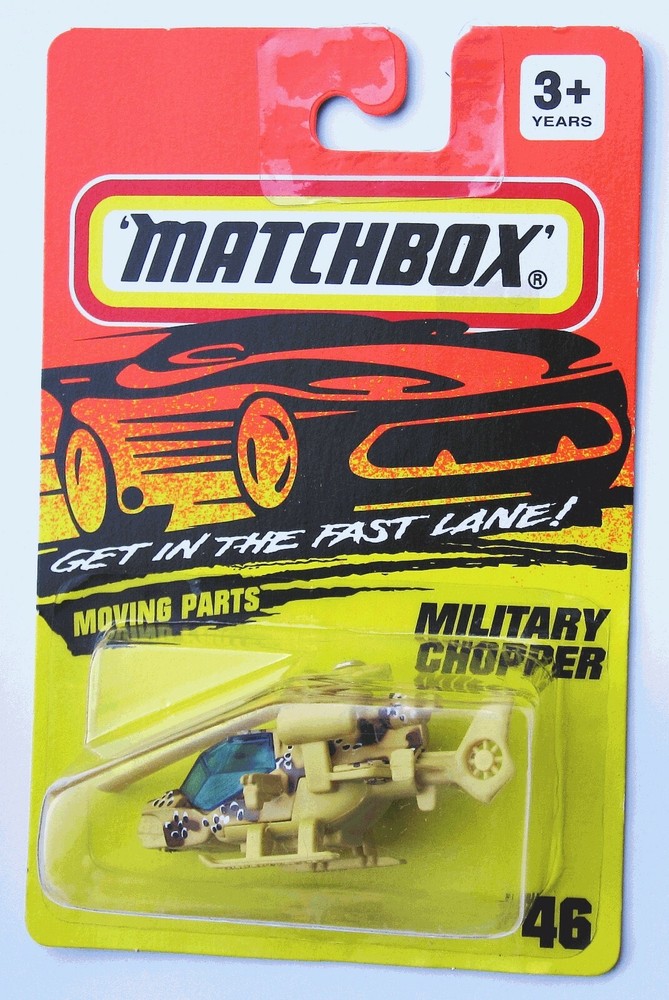 3+
YEARS
'MATCHBOX'®
GET IN THE FAST LANE!
MOVING PARTS
MILITARY
CHOPPER
46